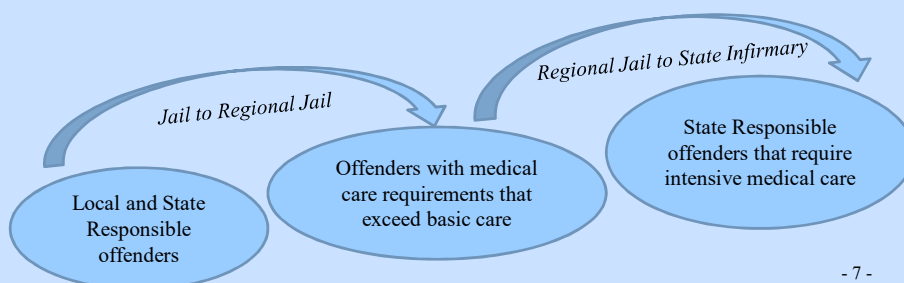 Jail to Regional Jail
Regional Jail to State Infirmary
Local and State
Responsible
offenders
Offenders with medical
care requirements that
exceed basic care
State Responsible
offenders that require
intensive medical care
- 7 -